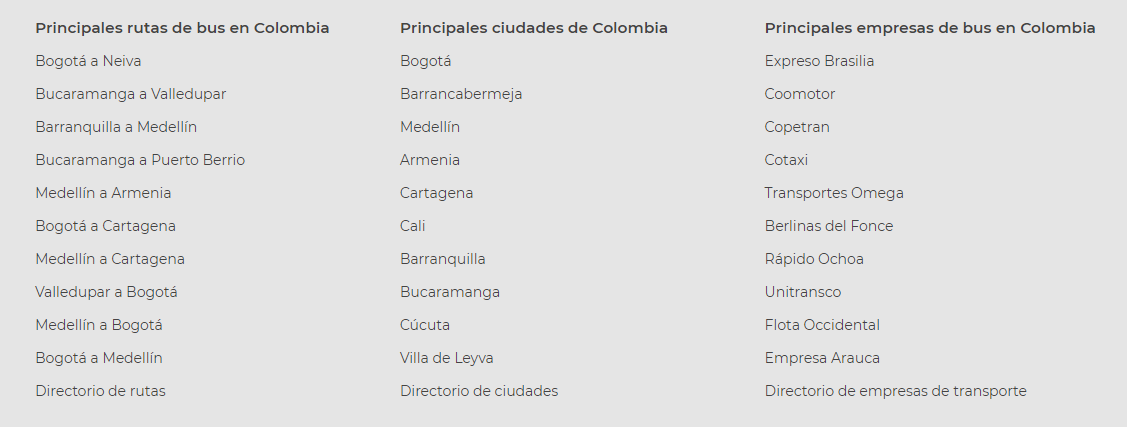 Principales rutas de bus en Colombia
Bogotá a Neiva
Bucaramanga a Valledupar
Barranquilla a Medellín
Bucaramanga a Puerto Berrio
Medellín a Armenia
Bogotá a Cartagena
Medellín a Cartagena
Valledupar a Bogotá
Medellín a Bogotá
Bogotá a Medellín
Directorio de rutas
Principales ciudades de Colombia
Bogotá
Barrancabermeja
Medellín
Armenia
Cartagena
Cali
Barranquilla
Bucaramanga
Cúcuta
Villa de Leyva
Directorio de ciudades
Principales empresas de bus en Colombia
Expreso Brasilia
Coomotor
Copetran
Cotaxi
Transportes Omega
Berlinas del Fonce
Rápido Ochoa
Unitransco
Flota Occidental
Empresa Arauca
Directorio de empresas de transporte